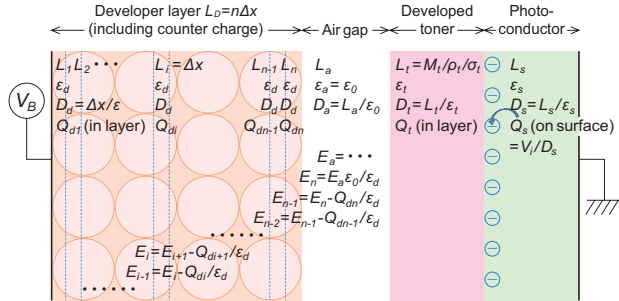 Developer layer L_D=nΔx
(including counter charge)
Air gap
Developed
toner
Photo-
conductor
V_B
L_1 L_2 ･･･ L_i=Δx L_n-1 L_n
ε_d ε_d ε_d ε_d
D_d=Δx/ε D_d D_d D_d
Q_d1 (in layer) Q_di Q_dn-1 Q_dn
L_a
ε_a=ε_0
D_a=L_a/ε_0
L_t=M_t/ρ_t/σ_t
ε_t
D_t=L_t/ε_t
Q_t (in layer)
L_s
ε_s
D_s=L_s/ε_s
Q_s (on surface)
=V_i/D_s
E_a=･･･
E_n=E_aε_0/ε_d
E_n-1=E_n-Q_dn/ε_d
E_n-2=E_n-1-Q_dn-1/ε_d
･･････
E_i=E_i+1-Q_di+1/ε_d
E_i-1=E_i-Q_di/ε_d
･･････